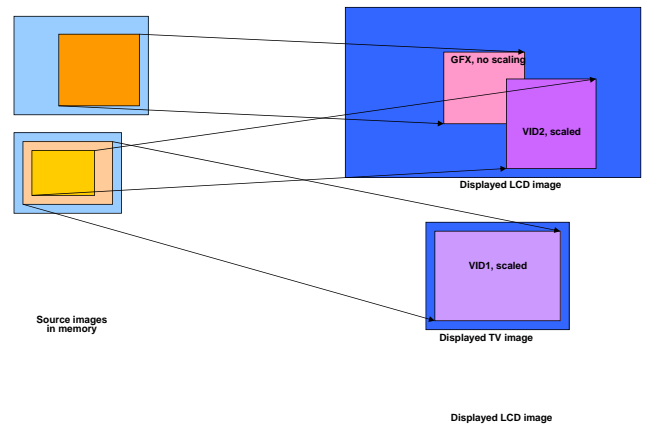 GFX, no scaling
VID2, scaled
Displayed LCD image
VID1, scaled
Source images
in memory
Displayed TV image
Displayed LCD image